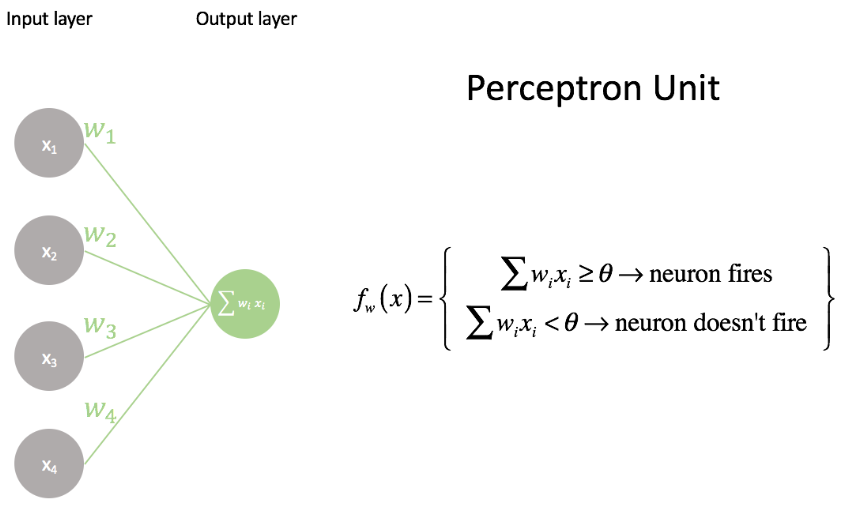 Input layer
Output layer
Perceptron Unit
x₁
w₁
x₂
w₂
x₃
w₃
x₄
w₄
∑ wᵢ xᵢ
f_w(x) = {
∑wᵢxᵢ ≥ θ → neuron fires
∑wᵢxᵢ < θ → neuron doesn't fire
}